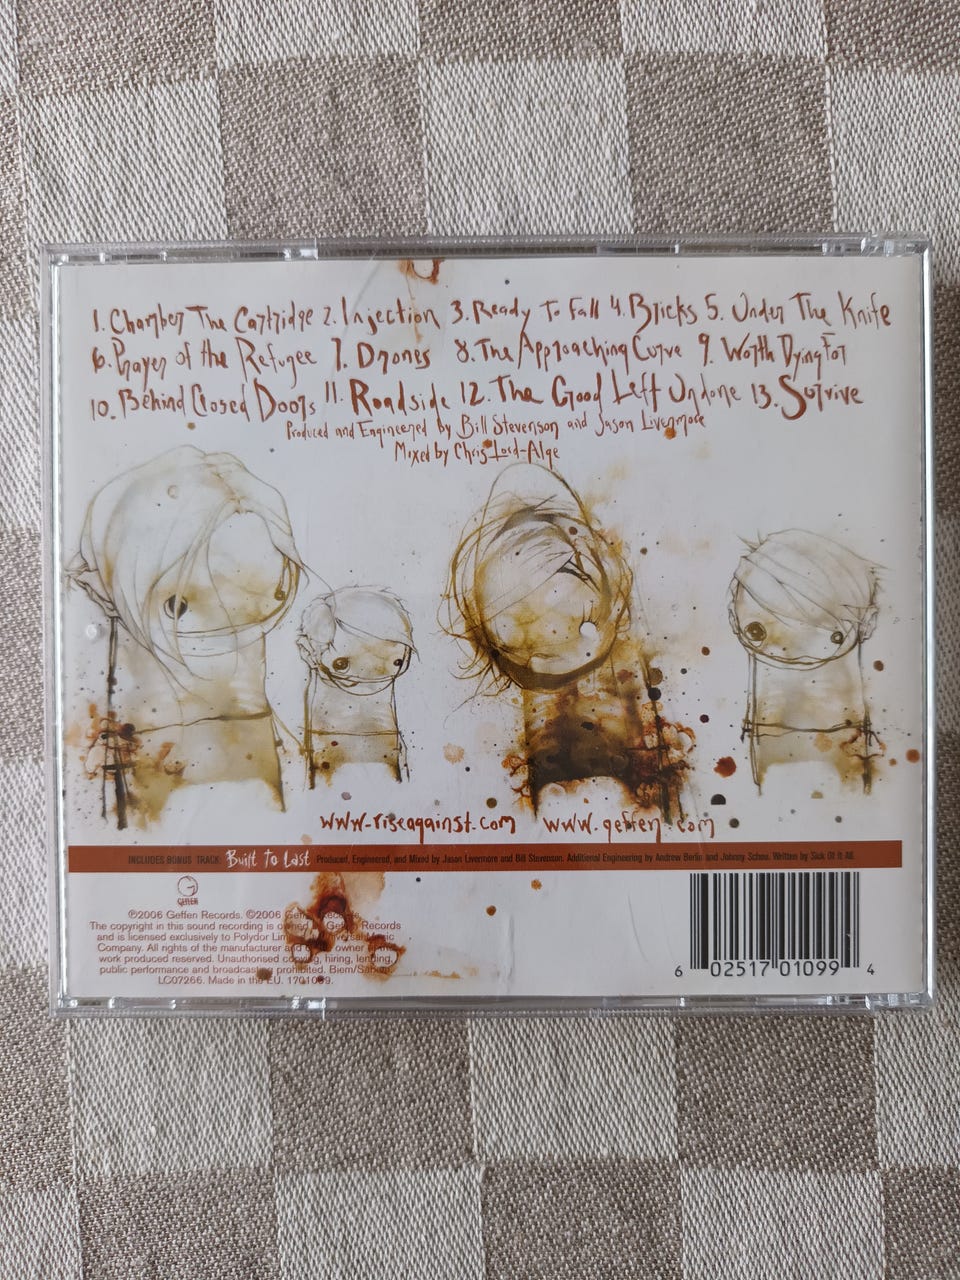 1. Chamber The Cartridge 2. Injection 3. Ready To Fall 4. Bricks 5. Under The Knife
6. Prayer of the Refugee 7. Drones 8. The Approaching Curve 9. Worth Dying For
10. Behind Closed Doors 11. Roadside 12. The Good Left Undone 13. Survive
Produced and Engineered by Bill Stevenson and Jason Livermore
Mixed by Chris Lord-Alge
www.riseagainst.com www.geffen.com
INCLUDES BONUS TRACK: Built To Last Produced, Engineered, and Mixed by Jason Livermore and Bill Stevenson. Additional Engineering by Andrew Berlin and Johnny Schou. Written by Sick Of It All.
GEFFEN
℗2006 Geffen Records. ©2006 Geffen Records.
The copyright in this sound recording is owned by Geffen Records
and is licensed exclusively to Polydor Limited. A Universal Music
Company. All rights of the manufacturer and of the owner of the
work produced reserved. Unauthorised copying, hiring, lending,
public performance and broadcasting prohibited. Biem/Sabam.
LC07266. Made in the EU. 1701099.
6 02517 01099 4